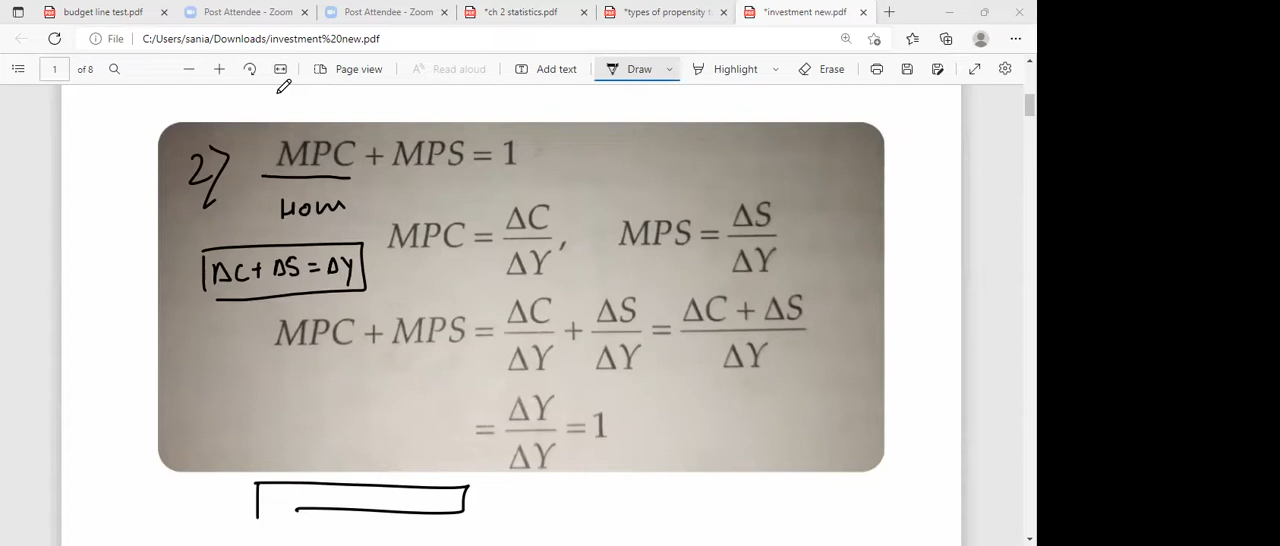 budget line test.pdf
Post Attendee - Zoom
Post Attendee - Zoom
*ch 2 statistics.pdf
*types of propensity t
*investment new.pdf
File C:/Users/sania/Downloads/investment%20new.pdf
1 of 8 Page view Read aloud Add text Draw Highlight Erase
2) MPC + MPS = 1
MPC = ΔC/ΔY, MPS = ΔS/ΔY
ΔC + ΔS = ΔY
MPC + MPS = ΔC/ΔY + ΔS/ΔY = ΔC + ΔS/ΔY
= ΔY/ΔY = 1